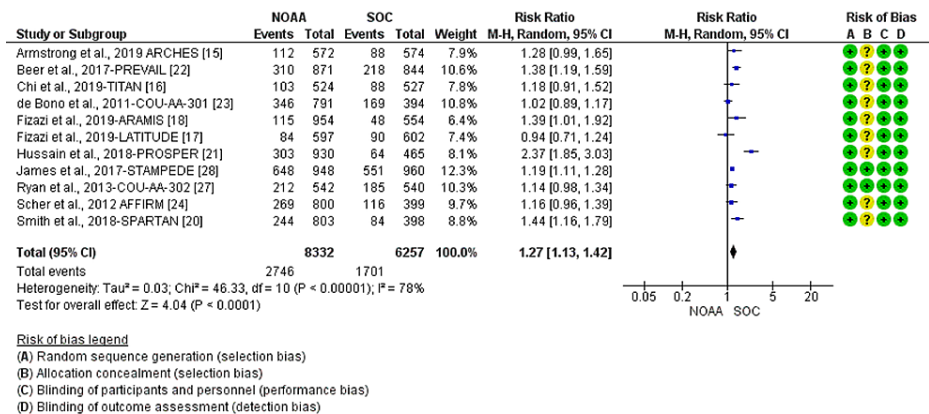 NOAA SOC Risk Ratio Risk Ratio Risk of Bias
Study or Subgroup Events Total Events Total Weight M-H, Random, 95% CI M-H, Random, 95% CI A B C D
Armstrong et al., 2019 ARCHES [15] 112 572 88 574 7.9% 1.28 [0.99, 1.65] + ? + +
Beer et al., 2017-PREVAIL [22] 310 871 218 844 10.6% 1.38 [1.19, 1.59] + ? + +
Chi et al., 2019-TITAN [16] 103 524 88 527 7.9% 1.18 [0.91, 1.52] + ? + +
de Bono et al., 2011-COU-AA-301 [23] 346 791 169 394 10.7% 1.02 [0.89, 1.17] + ? + +
Fizazi et al., 2019-ARAMIS [18] 115 954 48 554 6.6% 1.39 [1.01, 1.92] + ? + +
Fizazi et al., 2019-LATITUDE [17] 84 597 90 602 7.4% 0.94 [0.71, 1.24] + ? + +
Hussain et al., 2018-PROSPER [21] 303 930 64 465 8.1% 2.37 [1.85, 3.03] + ? + +
James et al., 2017-STAMPEDE [28] 648 948 551 960 12.3% 1.19 [1.11, 1.28] + ? + +
Ryan et al., 2013-COU-AA-302 [27] 212 542 185 540 10.3% 1.14 [0.98, 1.34] + ? + +
Scher et al., 2012 AFFIRM [24] 269 800 116 399 9.5% 1.16 [0.96, 1.39] + ? + +
Smith et al., 2018-SPARTAN [20] 244 803 84 398 8.8% 1.44 [1.16, 1.79] + ? + +
Total (95% CI) 8332 6257 100.0% 1.27 [1.13, 1.42]
Total events 2746 1701
Heterogeneity: Tau² = 0.03; Chi² = 46.33, df = 10 (P < 0.00001); I² = 78%
Test for overall effect: Z = 4.04 (P < 0.0001)
0.05 0.2 1 5 20
NOAA SOC
Risk of bias legend
(A) Random sequence generation (selection bias)
(B) Allocation concealment (selection bias)
(C) Blinding of participants and personnel (performance bias)
(D) Blinding of outcome assessment (detection bias)